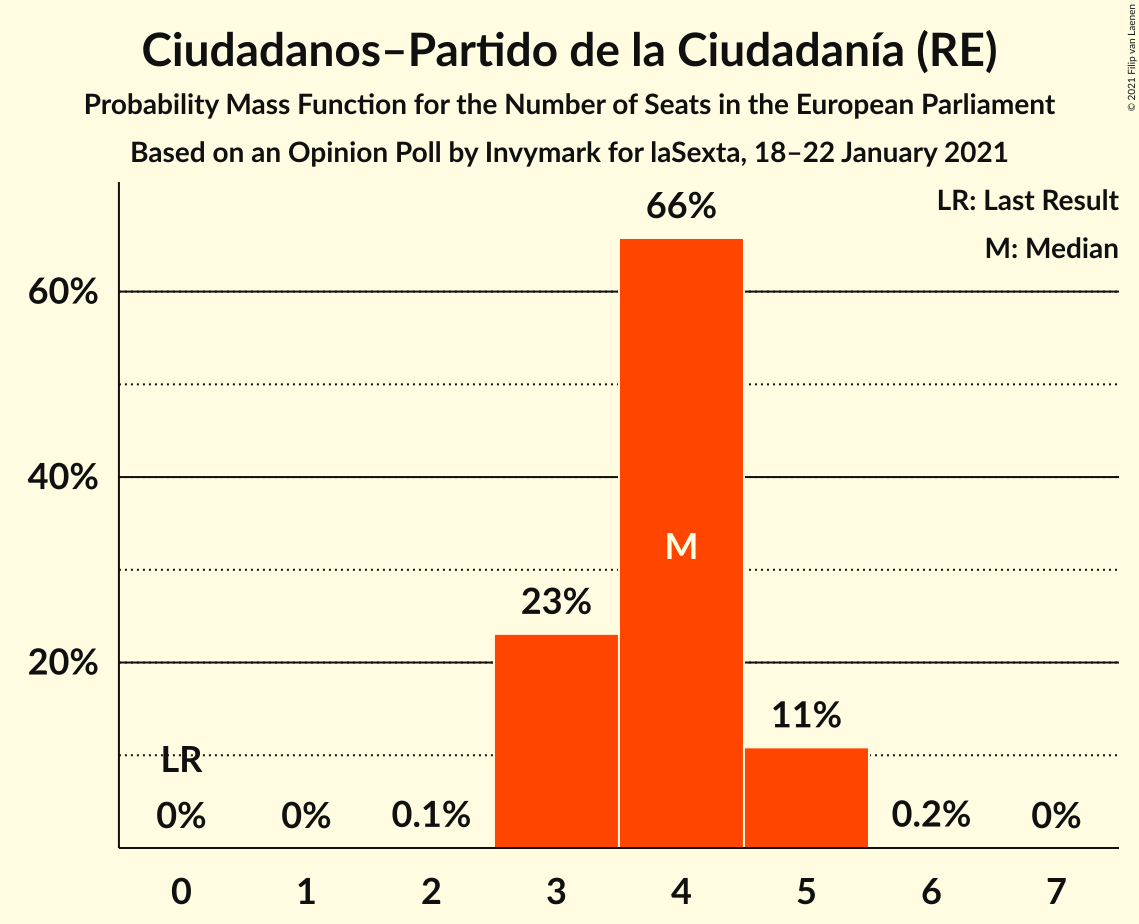 Ciudadanos–Partido de la Ciudadanía (RE)
Probability Mass Function for the Number of Seats in the European Parliament
Based on an Opinion Poll by Invymark for laSexta, 18–22 January 2021
© 2021 Filip van Laenen
LR: Last Result
M: Median
60%
40%
20%
66%
M
23%
11%
LR
0%
0%
0.1%
0.2%
0%
0 1 2 3 4 5 6 7